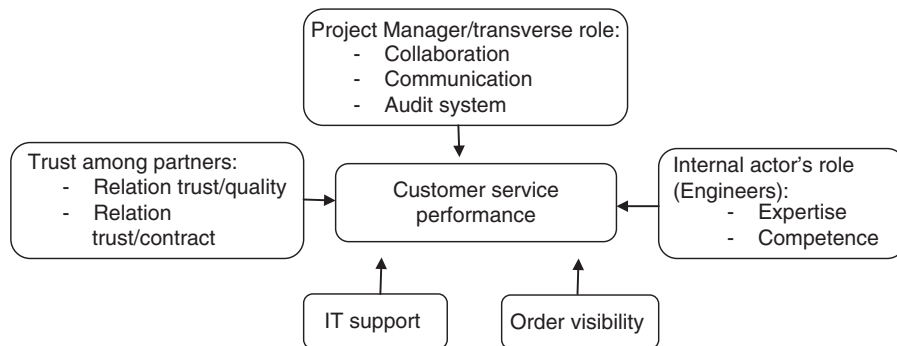 Project Manager/transverse role:
- Collaboration
- Communication
- Audit system
Trust among partners:
- Relation trust/quality
- Relation
trust/contract
Customer service
performance
Internal actor's role
(Engineers):
- Expertise
- Competence
IT support
Order visibility